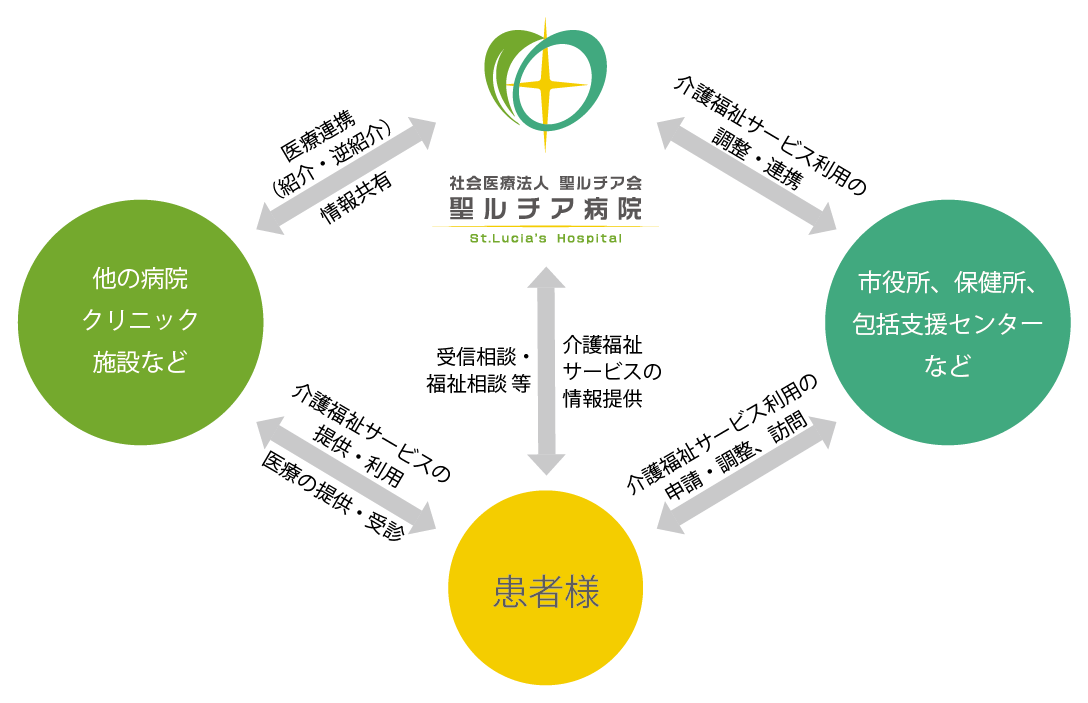 社会医療法人 聖ルチア会
聖ルチア病院
St.Lucia's Hospital
医療連携
（紹介・逆紹介）
情報共有
介護福祉サービス利用の
調整・連携
他の病院
クリニック
施設など
市役所、保健所、
包括支援センター
など
受信相談・
福祉相談 等
介護福祉
サービスの
情報提供
介護福祉サービスの
提供・利用
医療の提供・受診
介護福祉サービス利用の
申請・調整、訪問
患者様